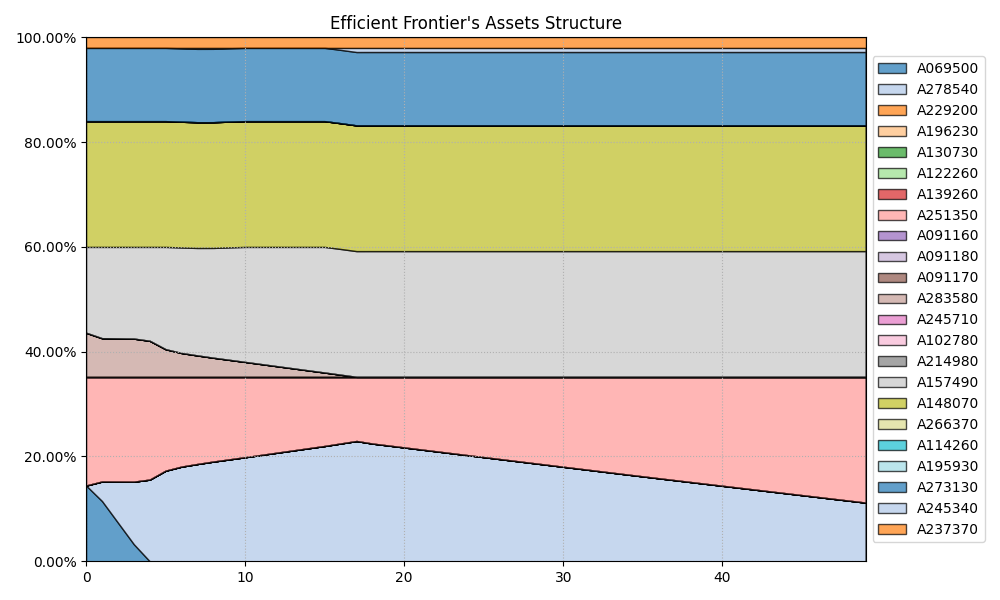 Efficient Frontier's Assets Structure
100.00%
80.00%
60.00%
40.00%
20.00%
0.00%
0
10
20
30
40
A069500
A278540
A229200
A196230
A130730
A122260
A139260
A251350
A091160
A091180
A091170
A283580
A245710
A102780
A214980
A157490
A148070
A266370
A114260
A195930
A273130
A245340
A237370